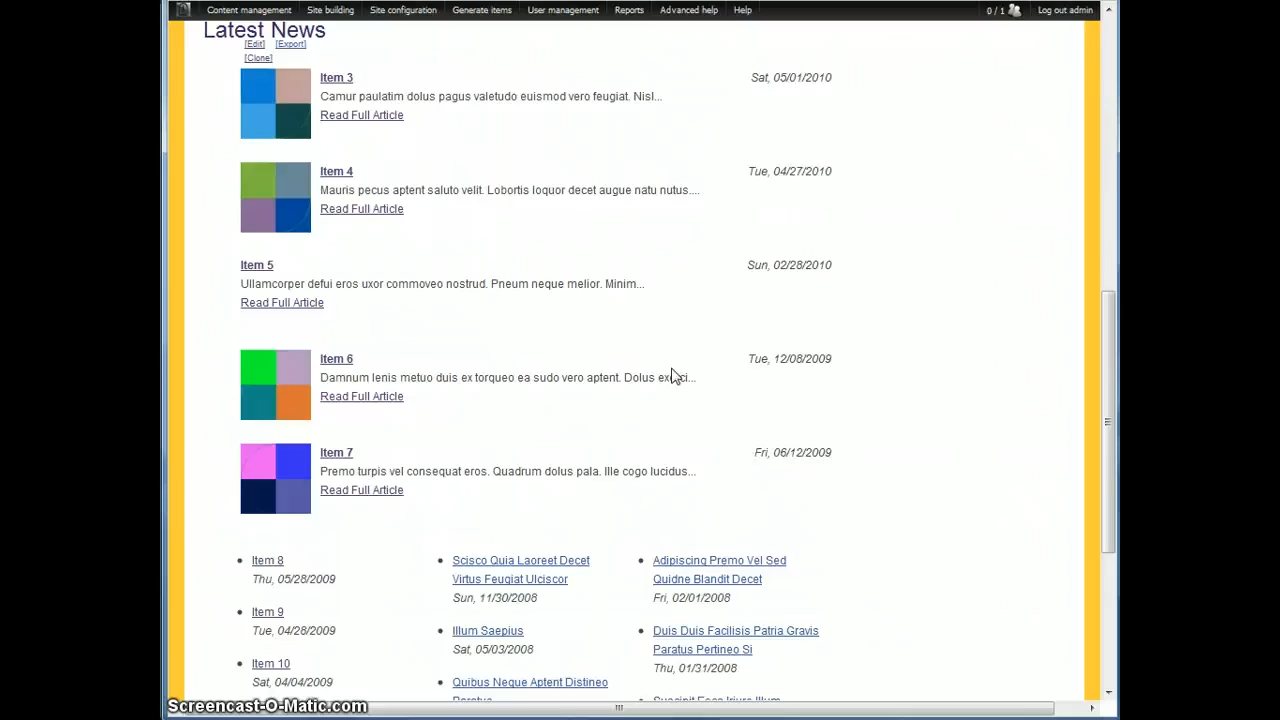 Content management Site building Site configuration Generate items User management Reports Advanced help Help 0 / 1 Log out admin
Latest News
[Edit] [Export]
[Clone]
Item 3 Sat, 05/01/2010
Camur paulatim dolus pagus valetudo euismod vero feugiat. Nisl...
Read Full Article
Item 4 Tue, 04/27/2010
Mauris pecus aptent saluto velit. Lobortis loquor decet augue natu nutus....
Read Full Article
Item 5 Sun, 02/28/2010
Ullamcorper defui eros uxor commoveo nostrud. Pneum neque melior. Minim...
Read Full Article
Item 6 Tue, 12/08/2009
Damnum lenis metuo duis ex torqueo ea sudo vero aptent. Dolus
Read Full Article
Item 7 Fri, 06/12/2009
Premo turpis vel consequat eros. Quadrum dolus pala. Ille cogo lucidus...
Read Full Article
Item 8
Thu, 05/28/2009
Item 9
Tue, 04/28/2009
Item 10
Sat, 04/04/2009
Scisco Quia Laoreet Decet
Virtus Feugiat Ulciscor
Sun, 11/30/2008
Illum Saepius
Sat, 05/03/2008
Quibus Neque Aptent Distineo
Adipiscing Premo Vel Sed
Quidne Blandit Decet
Fri, 02/01/2008
Duis Duis Facilisis Patria Gravis
Paratus Pertineo Si
Thu, 01/31/2008
Screencast-O-Matic.com